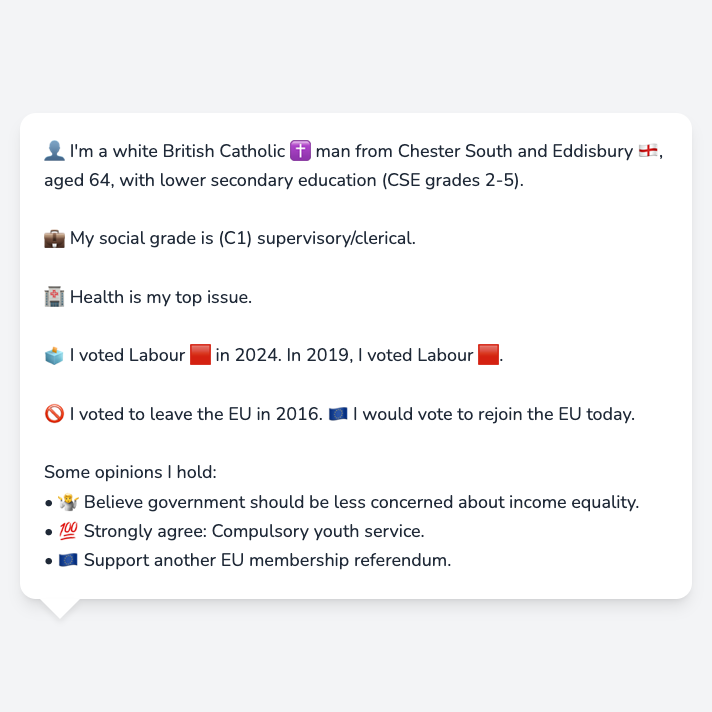 👤 I'm a white British Catholic ✝️ man from Chester South and Eddisbury 🏴󠁧󠁢󠁥󠁮󠁧󠁿,
aged 64, with lower secondary education (CSE grades 2-5).
💼 My social grade is (C1) supervisory/clerical.
🏥 Health is my top issue.
🗳️ I voted Labour 🟥 in 2024. In 2019, I voted Labour 🟥.
🚫 I voted to leave the EU in 2016. 🇪🇺 I would vote to rejoin the EU today.
Some opinions I hold:
• 🤷 Believe government should be less concerned about income equality.
• 💯 Strongly agree: Compulsory youth service.
• 🇪🇺 Support another EU membership referendum.